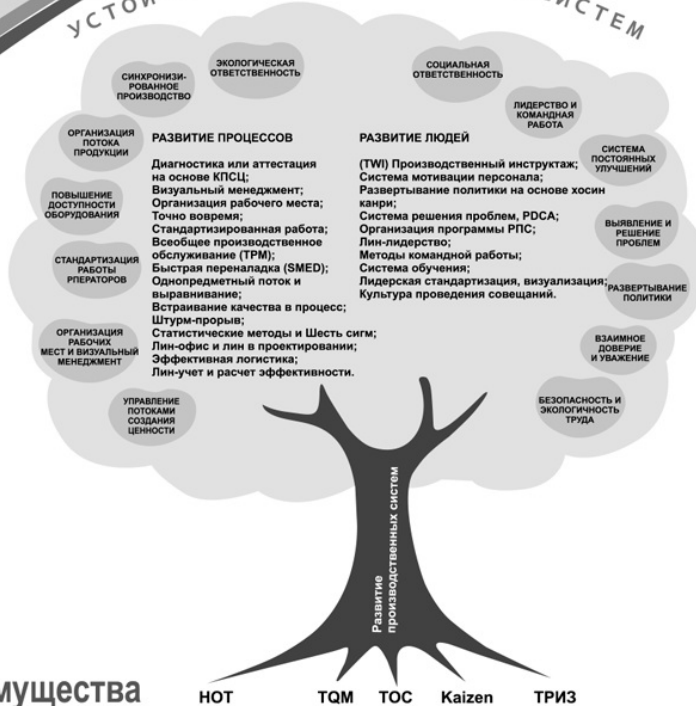 УСТОЙ
ИСТЕМ
ЭКОЛОГИЧЕСКАЯ
ОТВЕТСТВЕННОСТЬ
СОЦИАЛЬНАЯ
ОТВЕТСТВЕННОСТЬ
СИНХРОНИЗИ-
РОВАННОЕ
ПРОИЗВОДСТВО
ЛИДЕРСТВО И
КОМАНДНАЯ
РАБОТА
ОРГАНИЗАЦИЯ
ПОТОКА
ПРОДУКЦИИ
СИСТЕМА
ПОСТОЯННЫХ
УЛУЧШЕНИЙ
ПОВЫШЕНИЕ
ДОСТУПНОСТИ
ОБОРУДОВАНИЯ
ВЫЯВЛЕНИЕ И
РЕШЕНИЕ
ПРОБЛЕМ
СТАНДАРТИЗАЦИЯ
РАБОТЫ
РПЕРАТОРОВ
РАЗВЕРТЫВАНИЕ
ПОЛИТИКИ
ОРГАНИЗАЦИЯ
РАБОЧИХ
МЕСТ И ВИЗУАЛЬНЫЙ
МЕНЕДЖМЕНТ
ВЗАИМНОЕ
ДОВЕРИЕ
И УВАЖЕНИЕ
УПРАВЛЕНИЕ
ПОТОКАМИ
СОЗДАНИЯ
ЦЕННОСТИ
БЕЗОПАСНОСТЬ И
ЭКОЛОГИЧНОСТЬ
ТРУДА
РАЗВИТИЕ ПРОЦЕССОВ
Диагностика или аттестация
на основе КПСЦ;
Визуальный менеджмент;
Организация рабочего места;
Точно вовремя;
Стандартизированная работа;
Всеобщее производственное
обслуживание (TPM);
Быстрая переналадка (SMED);
Однопредметный поток и
выравнивание;
Встраивание качества в процесс;
Штурм-прорыв;
Статистические методы и Шесть сигм;
Лин-офис и лин в проектировании;
Эффективная логистика;
Лин-учет и расчет эффективности.
РАЗВИТИЕ ЛЮДЕЙ
(TWI) Производственный инструктаж;
Система мотивации персонала;
Развертывание политики на основе хосин
канри;
Система решения проблем, PDCA;
Организация программы РПС;
Лин-лидерство;
Методы командной работы;
Система обучения;
Лидерская стандартизация, визуализация;
Культура проведения совещаний.
Развитие
производственных систем
мущества
НОТ TQM TOC Kaizen ТРИЗ